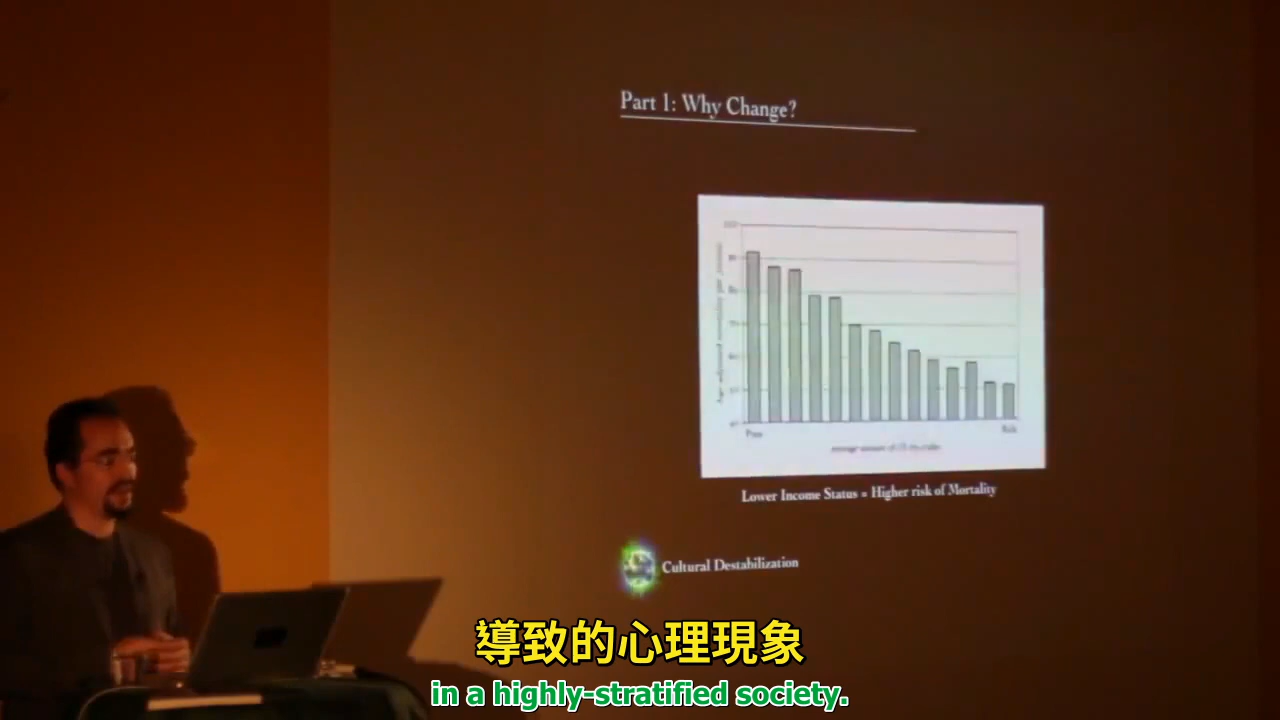 Part 1: Why Change?
100
Poor
Rich
Lower Income Status = Higher risk of Mortality
Cultural Destabilization
導致的心理現象
in a highly-stratified society.